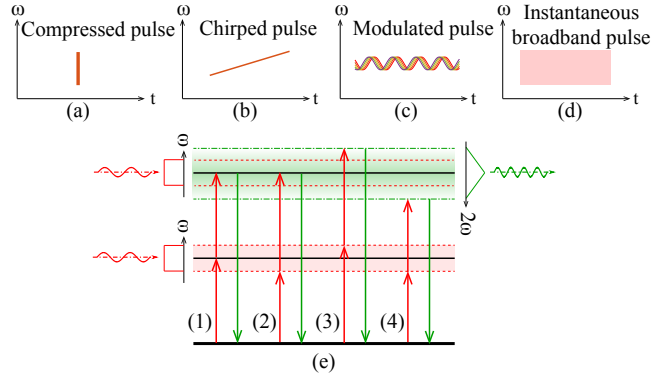 ω
Compressed pulse
t
(a)
ω
Chirped pulse
t
(b)
ω
Modulated pulse
t
(c)
ω
Instantaneous
broadband pulse
t
(d)
ω
2ω
ω
(1)
(2)
(3)
(4)
(e)